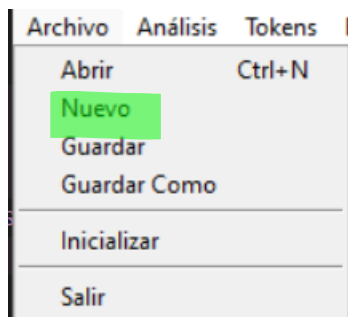 Archivo Análisis Tokens
Abrir Ctrl+N
Nuevo
Guardar
Guardar Como
Inicializar
Salir